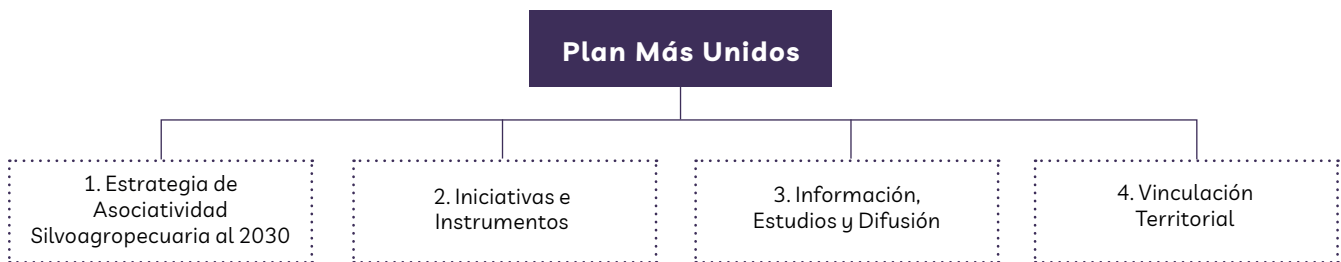 Plan Más Unidos
1. Estrategia de
Asociatividad
Silvoagropecuaria al 2030
2. Iniciativas e
Instrumentos
3. Información,
Estudios y Difusión
4. Vinculación
Territorial